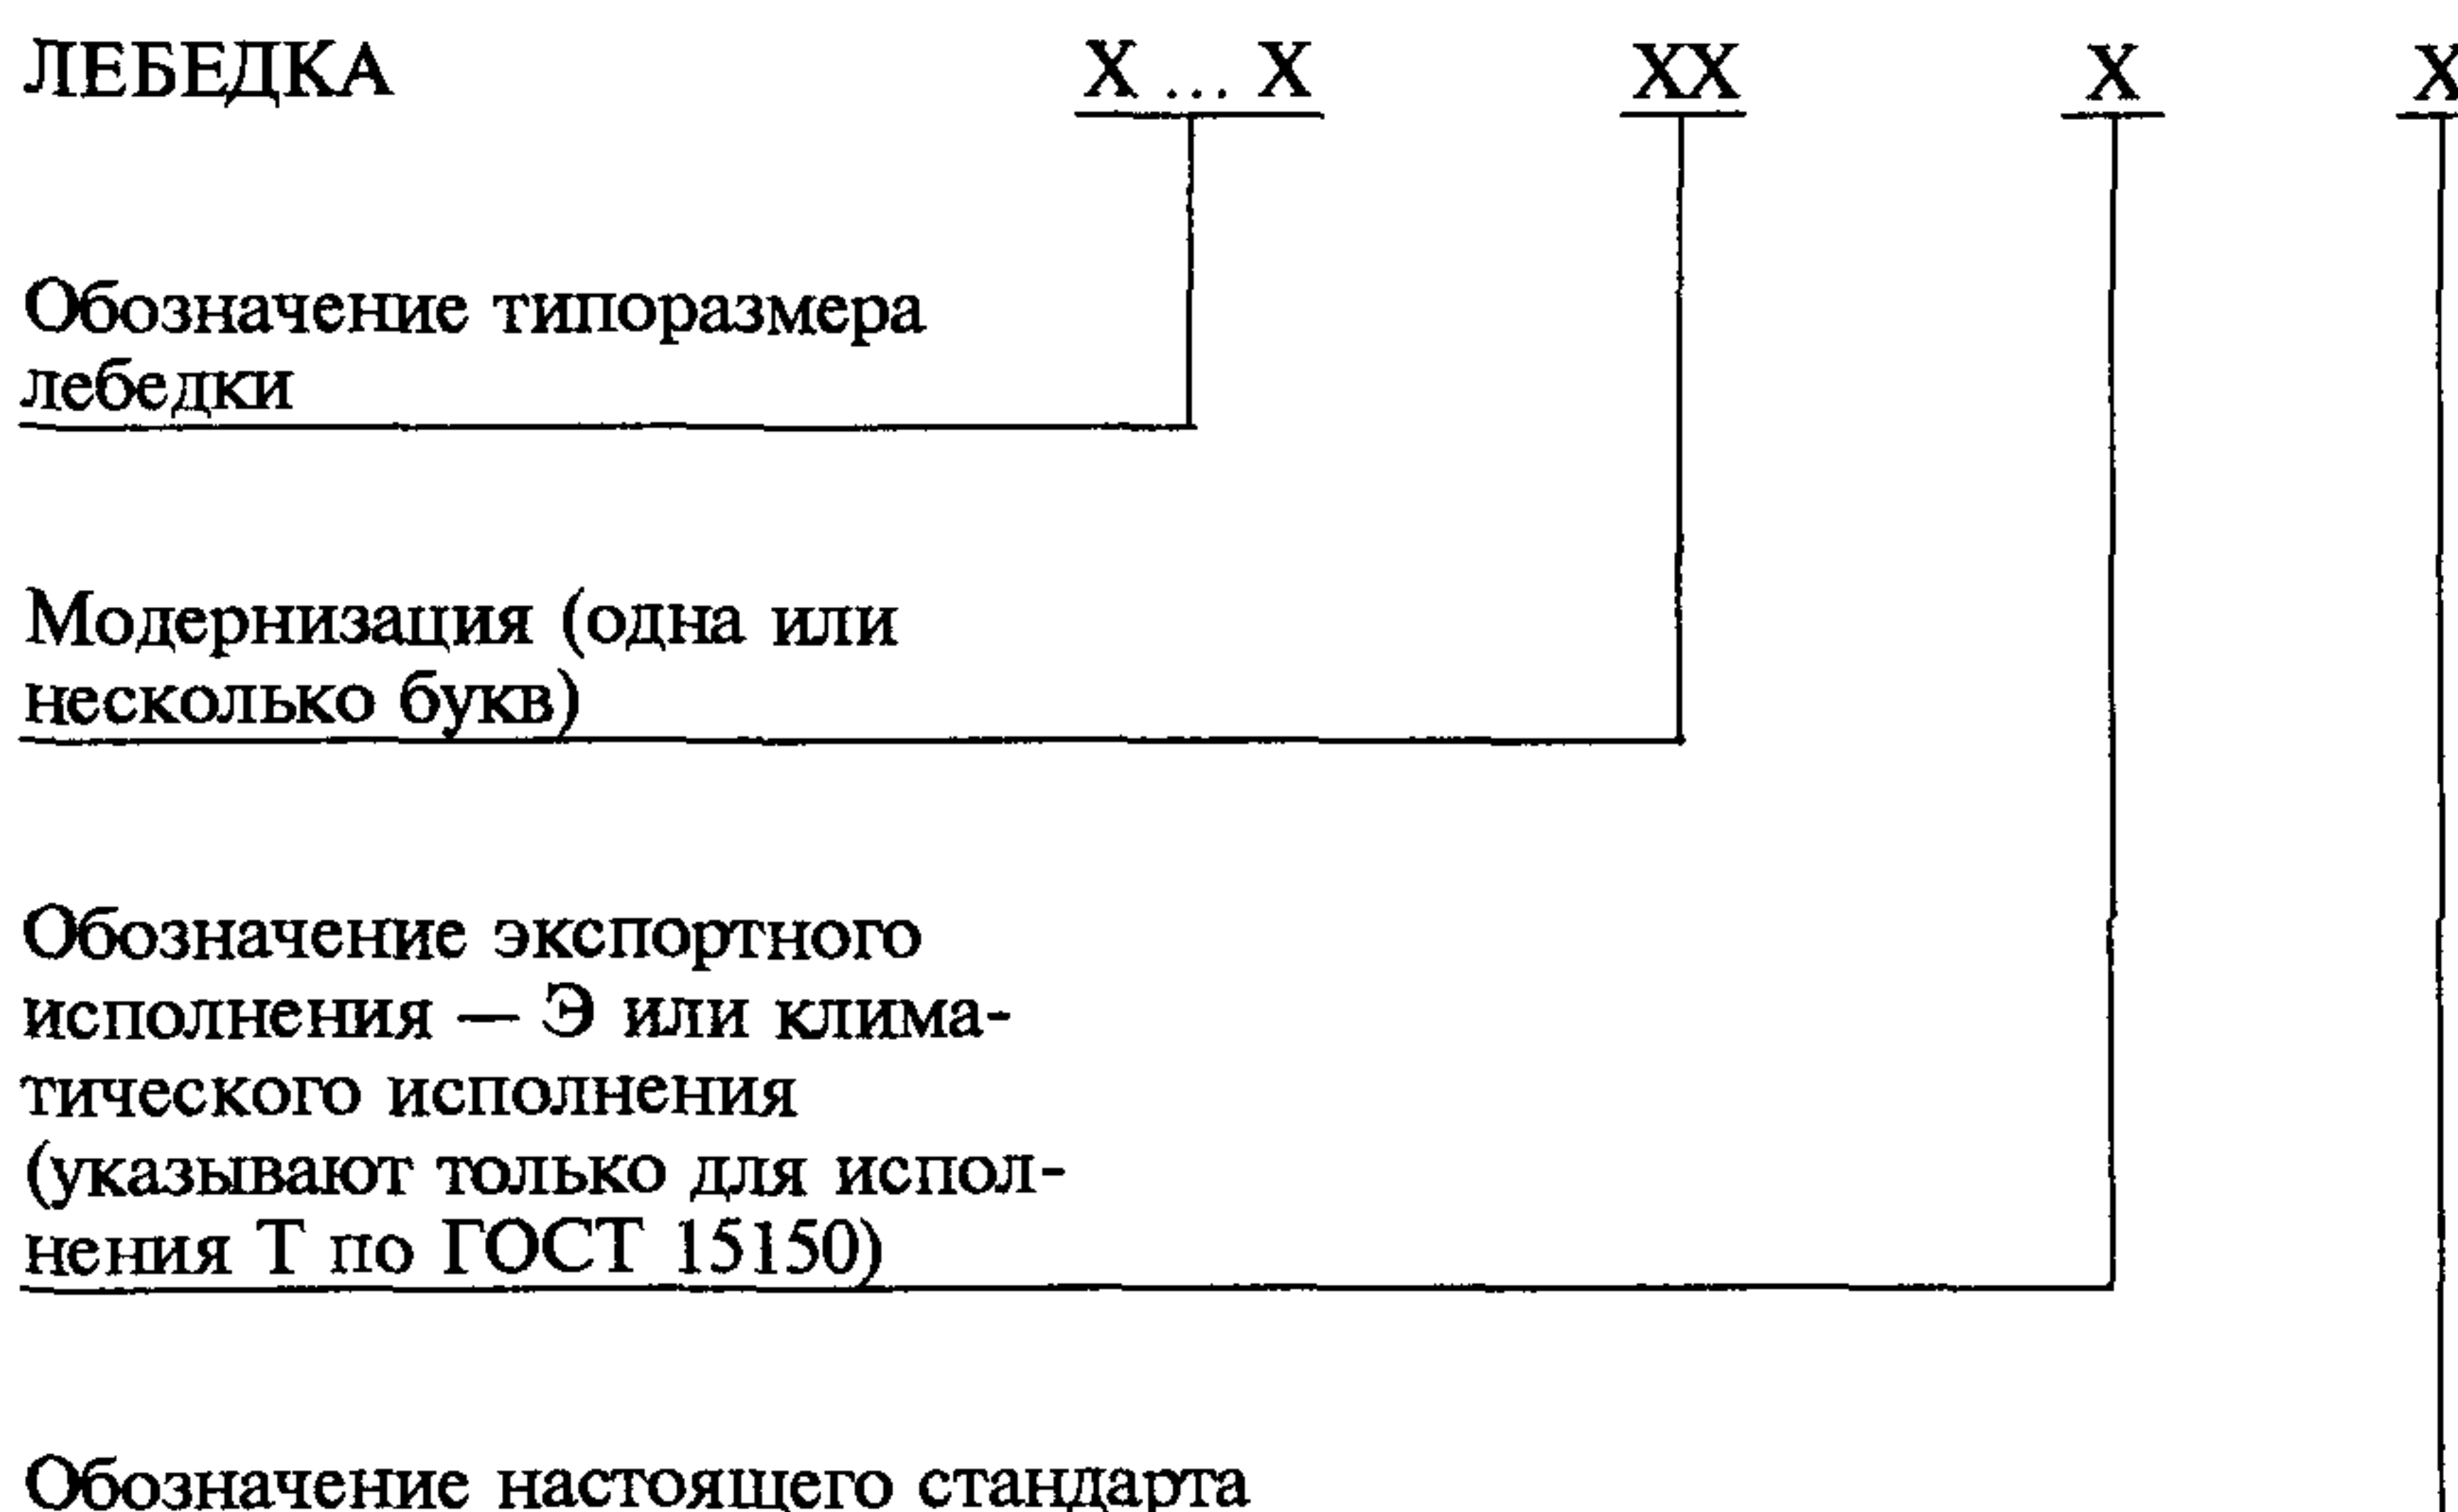 ЛЕБЕДКА X ... X XX X X
Обозначение типоразмера
лебедки
Модернизация (одна или
несколько букв)
Обозначение экспортного
исполнения — Э или клима-
тического исполнения
(указывают только для испол-
нения Т по ГОСТ 15150)
Обозначение настоящего стандарта